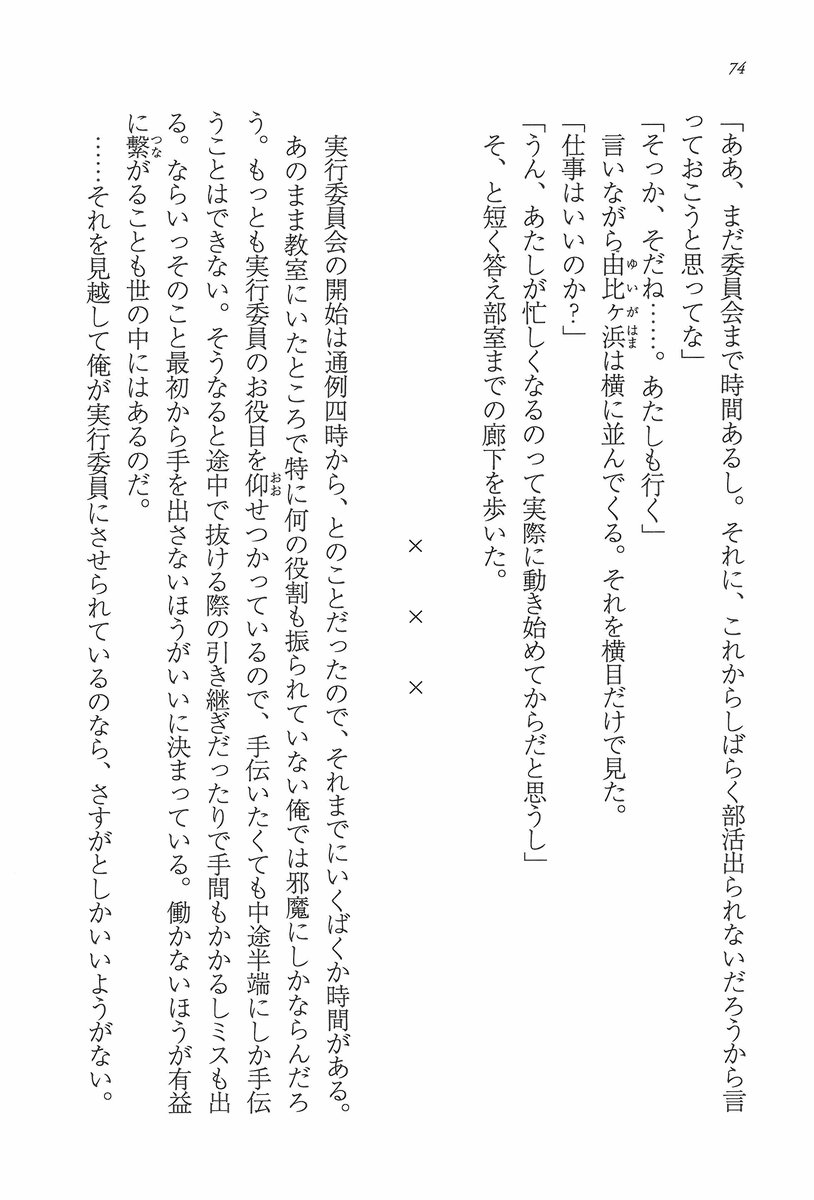 74
「ああ、まだ委員会まで時間あるし。それに、これからしばらく部活出られないだろうから言
っておこうと思ってな」
「そっか、そだね……。あたしも行く」
言いながら由比ヶ浜は横に並んでくる。それを横目だけで見た。
「仕事はいいのか？」
「うん、あたしが忙しくなるのって実際に動き始めてからだと思うし」
そ、と短く答え部室までの廊下を歩いた。
× × ×
実行委員会の開始は通例四時から、とのことだったので、それまでにいくばくか時間がある。
あのまま教室にいたところで特に何の役割も振られていない俺では邪魔にしかならんだろ
う。もっとも実行委員のお役目を仰せつかっているので、手伝いたくても中途半端にしか手伝
うことはできない。そうなると途中で抜ける際の引き継ぎだったりで手間もかかるしミスも出
る。ならいっそのこと最初から手を出さないほうがいいに決まっている。働かないほうが有益
に繫がることも世の中にはあるのだ。
……それを見越して俺が実行委員にさせられているのなら、さすがとしかいいようがない。